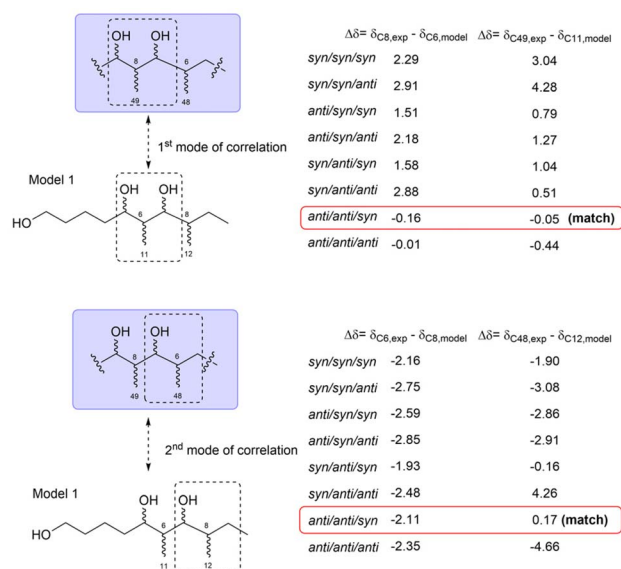 OH OH
8 6
49 48
1st mode of correlation
Model 1
OH OH
HO
6 8
11 12
Δδ= δC8,exp - δC6,model Δδ= δC49,exp - δC11,model
syn/syn/syn 2.29 3.04
syn/syn/anti 2.91 4.28
anti/syn/syn 1.51 0.79
anti/syn/anti 2.18 1.27
syn/anti/syn 1.58 1.04
syn/anti/anti 2.88 0.51
anti/anti/syn -0.16 -0.05 (match)
anti/anti/anti -0.01 -0.44
OH OH
8 6
49 48
2nd mode of correlation
Model 1
OH OH
HO
6 8
11 12
Δδ= δC6,exp - δC8,model Δδ= δC48,exp - δC12,model
syn/syn/syn -2.16 -1.90
syn/syn/anti -2.75 -3.08
anti/syn/syn -2.59 -2.86
anti/syn/anti -2.85 -2.91
syn/anti/syn -1.93 -0.16
syn/anti/anti -2.48 4.26
anti/anti/syn -2.11 0.17 (match)
anti/anti/anti -2.35 -4.66